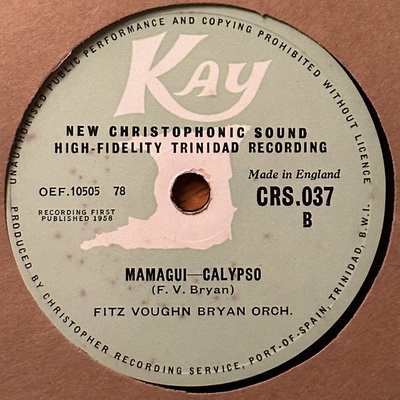 UNAUTHORISED PUBLIC PERFORMANCE AND COPYING PROHIBITED WITHOUT LICENCE
KAY
NEW CHRISTOPHONIC SOUND
HIGH-FIDELITY TRINIDAD RECORDING
Made in England
OEF.10505 78
CRS.037
RECORDING FIRST
PUBLISHED 1958
B
MAMAGUI—CALYPSO
(F. V. Bryan)
FITZ VOUGHN BRYAN ORCH.
PRODUCED BY CHRISTOPHER RECORDING SERVICE, PORT-OF-SPAIN, TRINIDAD, B.W.I.